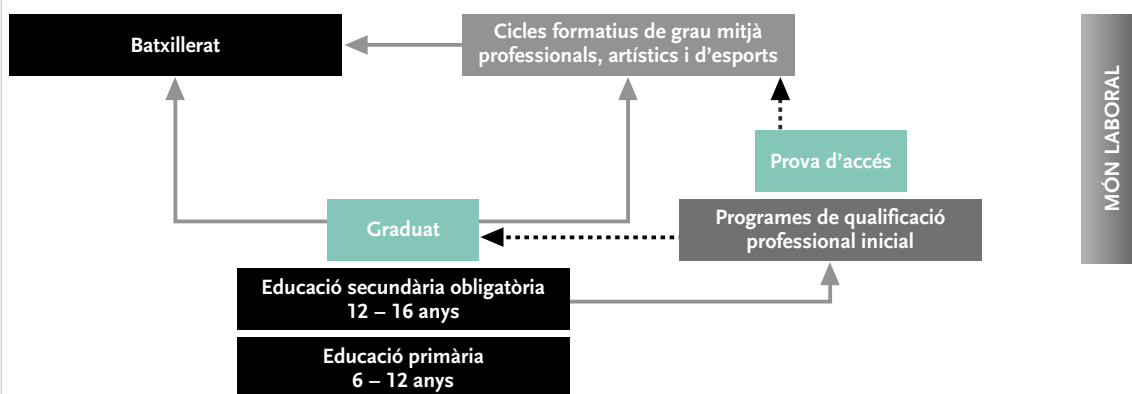 Batxillerat
Cicles formatius de grau mitjà
professionals, artístics i d’esports
MÓN LABORAL
Prova d’accés
Graduat
Programes de qualificació
professional inicial
Educació secundària obligatòria
12 – 16 anys
Educació primària
6 – 12 anys